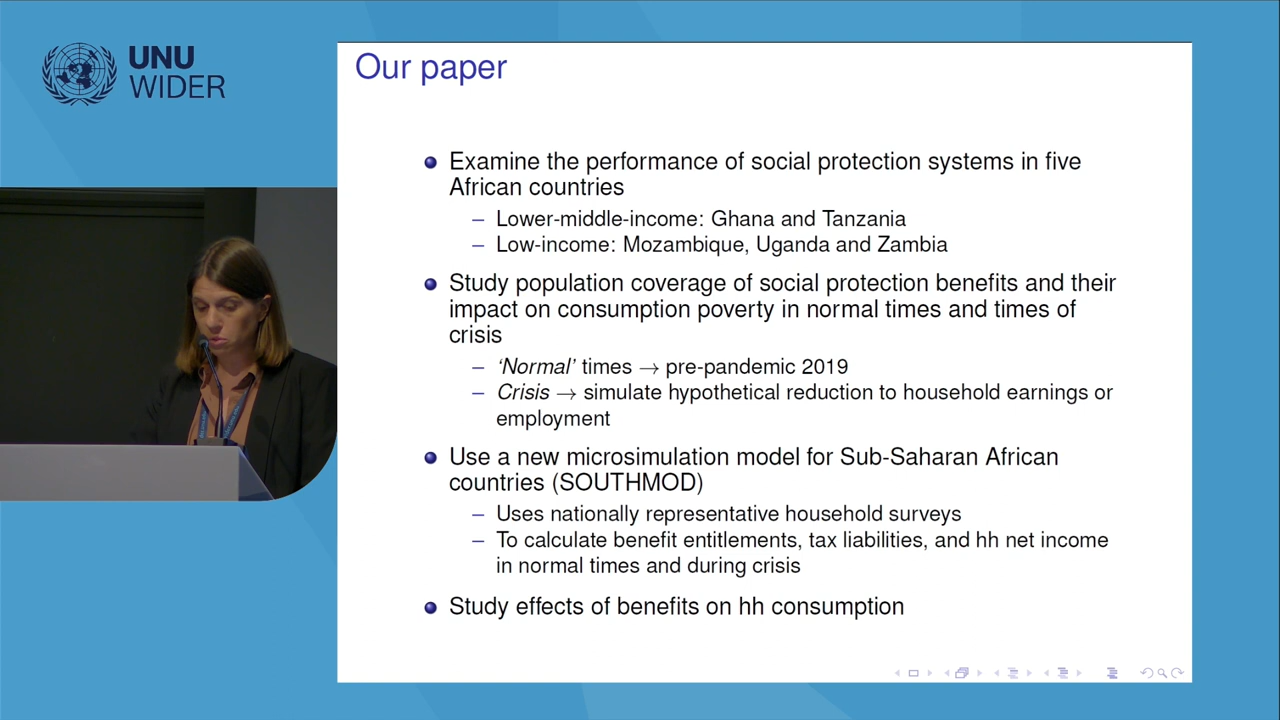 UNU
WIDER
Our paper
Examine the performance of social protection systems in five
African countries
– Lower-middle-income: Ghana and Tanzania
– Low-income: Mozambique, Uganda and Zambia
Study population coverage of social protection benefits and their
impact on consumption poverty in normal times and times of
crisis
– ‘Normal’ times → pre-pandemic 2019
– Crisis → simulate hypothetical reduction to household earnings or
employment
Use a new microsimulation model for Sub-Saharan African
countries (SOUTHMOD)
– Uses nationally representative household surveys
– To calculate benefit entitlements, tax liabilities, and hh net income
in normal times and during crisis
Study effects of benefits on hh consumption